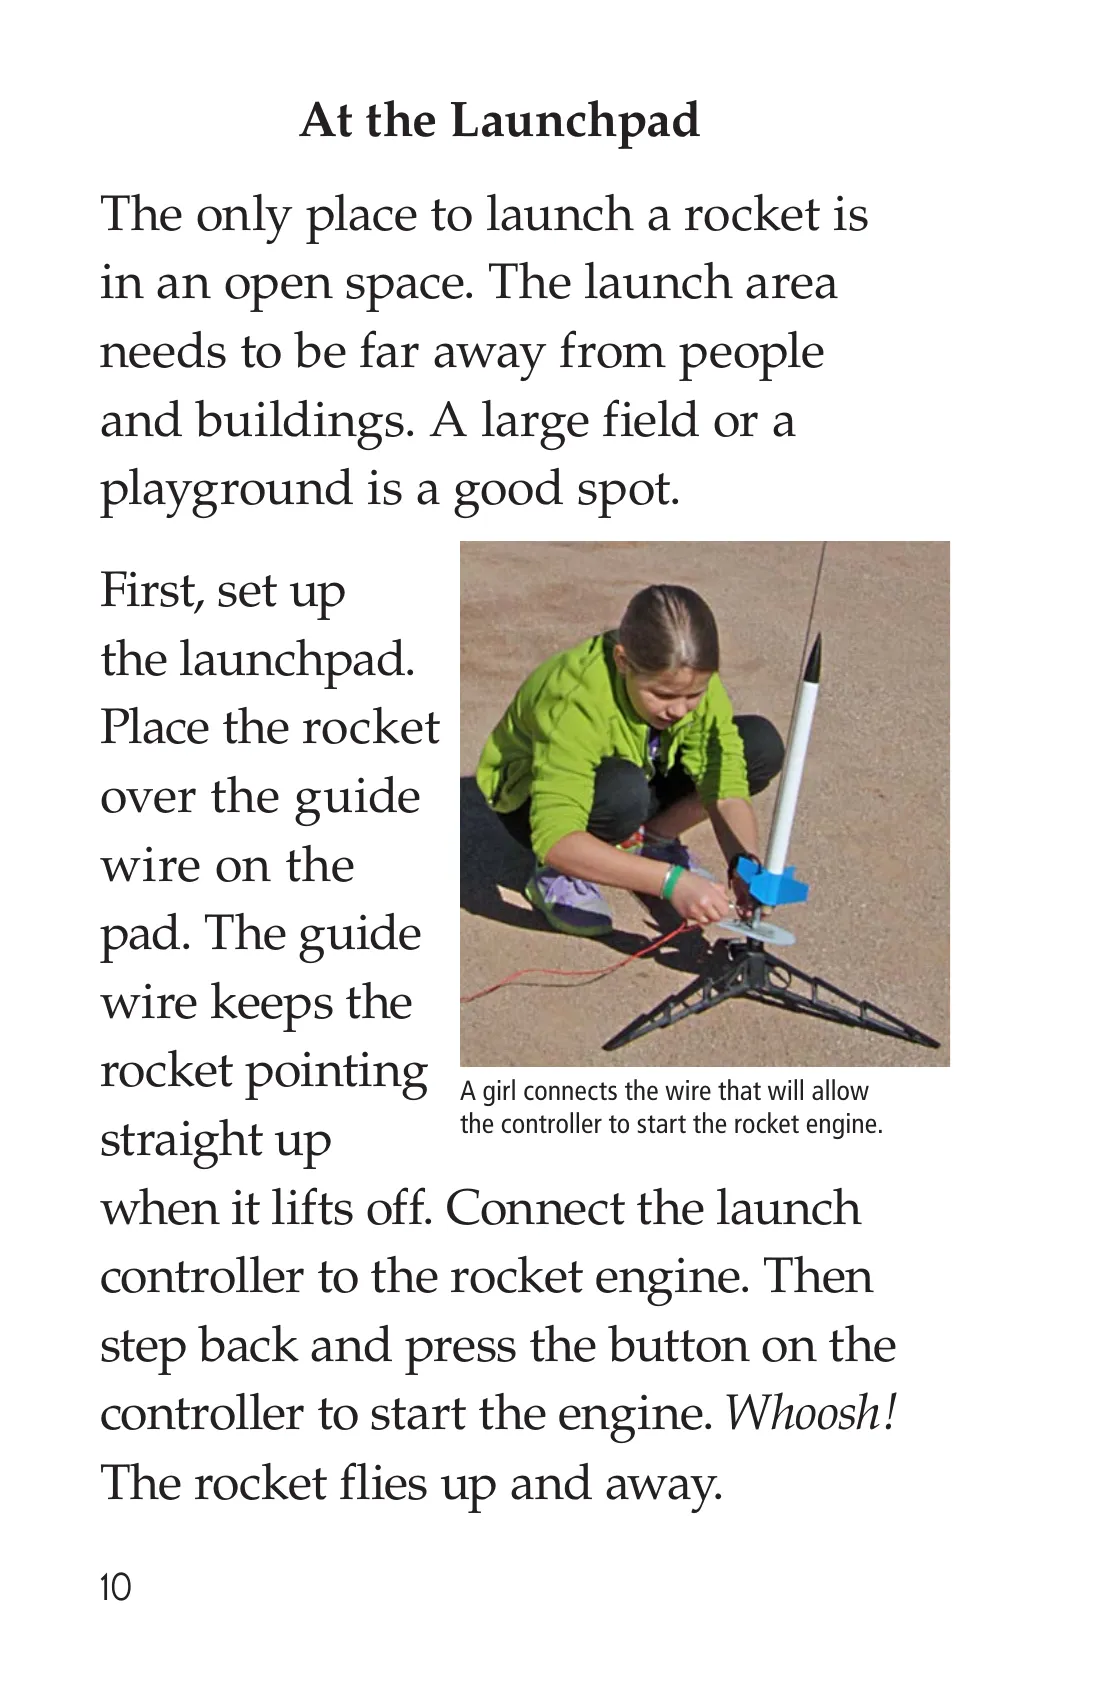 At the Launchpad
The only place to launch a rocket is
in an open space. The launch area
needs to be far away from people
and buildings. A large field or a
playground is a good spot.
First, set up
the launchpad.
Place the rocket
over the guide
wire on the
pad. The guide
wire keeps the
rocket pointing
straight up
when it lifts off. Connect the launch
controller to the rocket engine. Then
step back and press the button on the
controller to start the engine. Whoosh!
The rocket flies up and away.
A girl connects the wire that will allow
the controller to start the rocket engine.
10